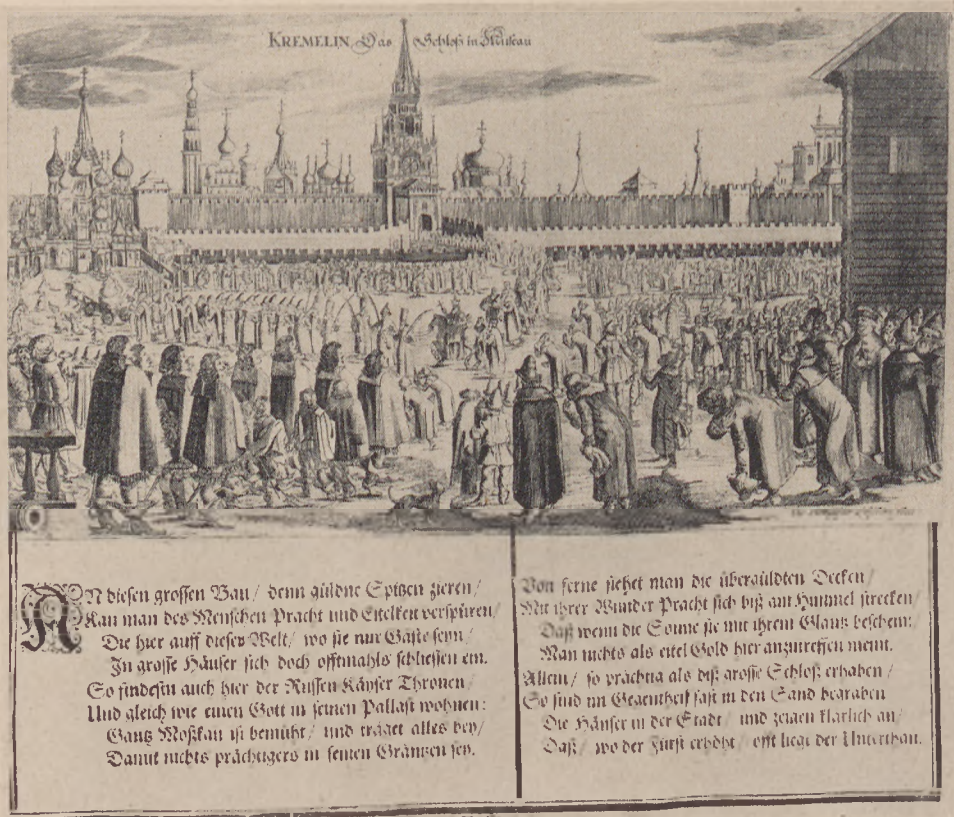 KREMELIN Das Schloß in Muscau
AN diesen grossen Bau / denn güldne Spitzen zieren /
Kan man des Menschen Pracht und Eitelkeit verspüren /
Die hier auff dieser Welt / wo sie nur Gäste seyn /
In grosse Häuser sich doch offtmahls schliessen ein.
So findestu auch hier der Russen Käyser Thronen /
Und gleich wie einen Gott in seinen Pallast wohnen:
Gantz Moßkau ist bemüht / und träget alles bey /
Damit nichts prächtigers in seinen Gräntzen sey.
Von ferne siehet man die übergüldten Decken /
Mit ihrer Wunder Pracht sich biß am Himmel strecken /
Daß wenn die Sonne sie mit ihrem Glantz bescheint:
Man nichts als eitel Gold hier anzutreffen meint.
Allein / so prächtig als diß grosse Schloß erhaben /
So sind im Gegentheil fast in den Sand begraben
Die Häuser in der Stadt / und zeigen klärlich an /
Daß / wo der Fürst erhöht / offt liegt der Unterthan.